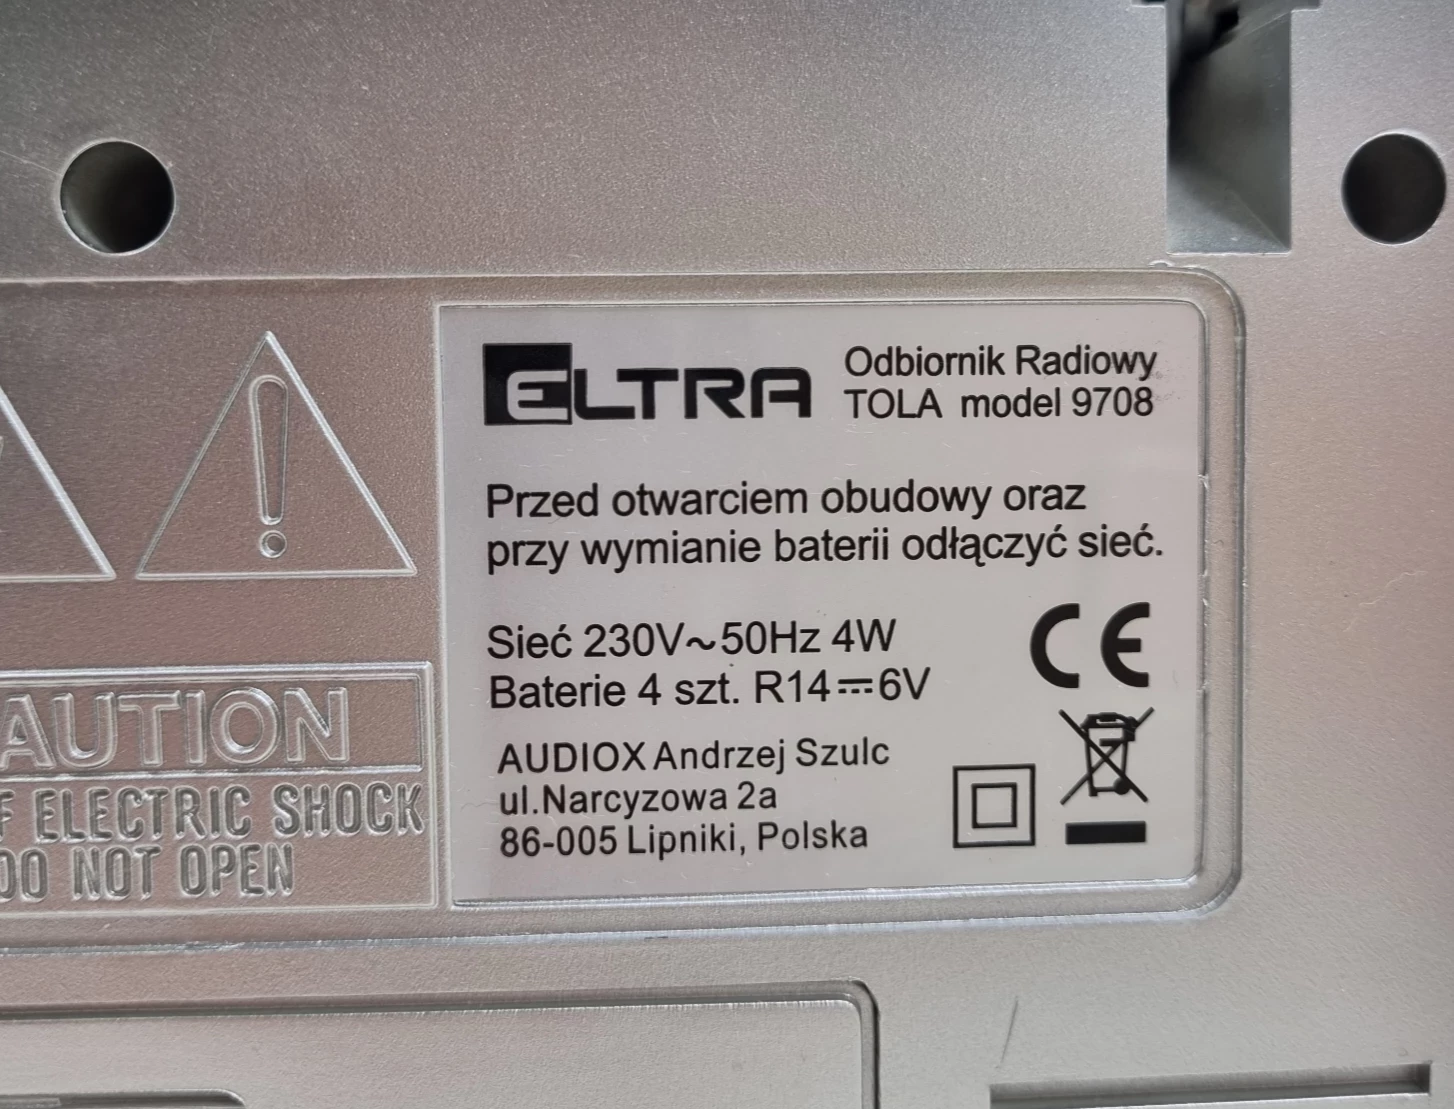 ELTRA
Odbiornik Radiowy
TOLA model 9708
Przed otwarciem obudowy oraz
przy wymianie baterii odłączyć sieć.
Sieć 230V~50Hz 4W
Baterie 4 szt. R14⎓6V
CE
AUDIOX Andrzej Szulc
ul.Narcyzowa 2a
86-005 Lipniki, Polska
AUTION
F ELECTRIC SHOCK
DO NOT OPEN